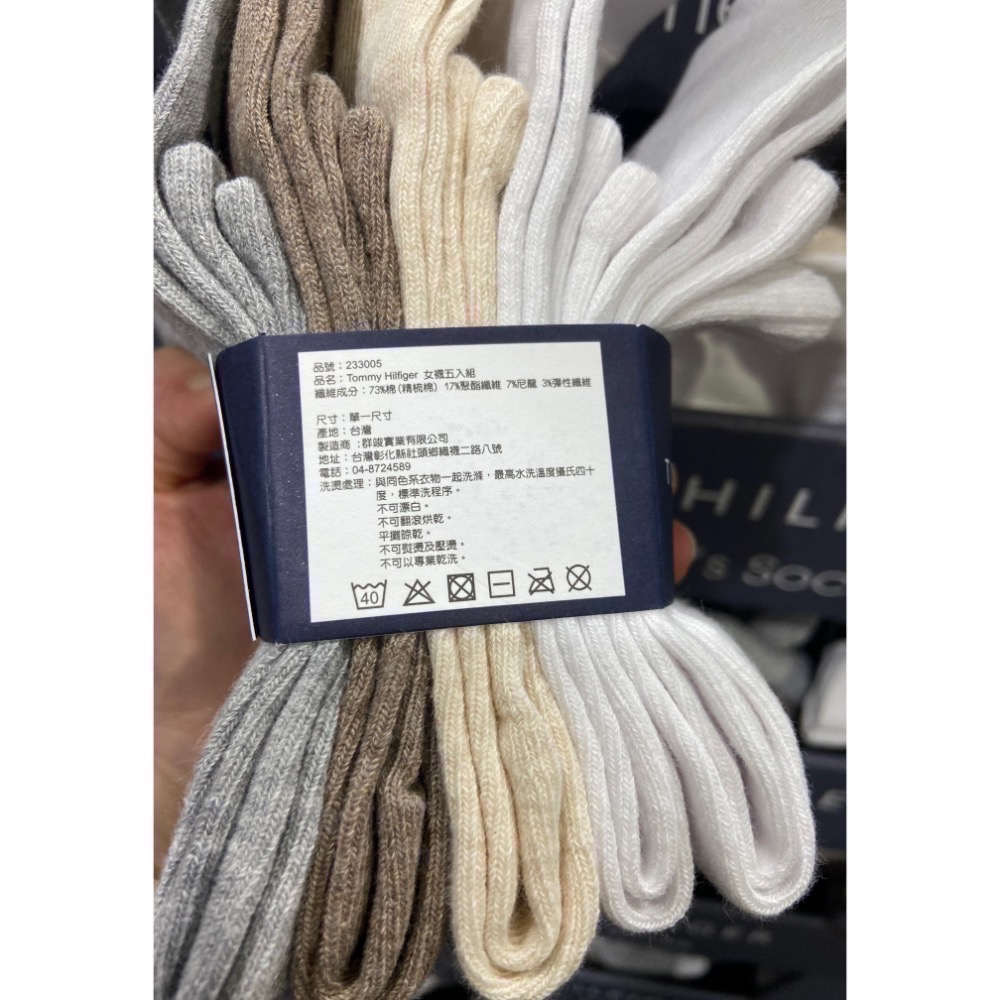 品號：233005
品名：Tommy Hilfiger 女襪五入組
纖維成分：73%棉(精梳棉) 17%聚酯纖維 7%尼龍 3%彈性纖維
尺寸：單一尺寸
產地：台灣
製造商：群竣實業有限公司
地址：台灣彰化縣社頭鄉織襪二路八號
電話：04-8724589
洗燙處理：與同色系衣物一起洗滌，最高水洗溫度攝氏四十
度，標準洗程序。
不可漂白。
不可翻滾烘乾。
平攤晾乾。
不可熨燙及壓燙。
不可以專業乾洗。
40
HILF
's Soc
GER